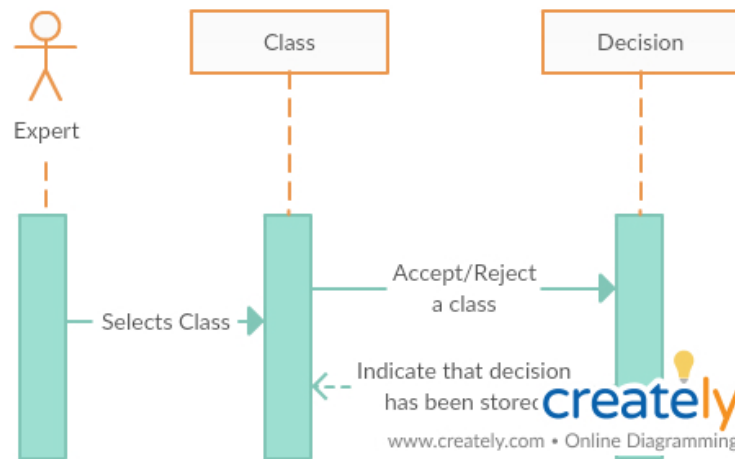 Class
Decision
Expert
Accept/Reject
a class
Selects Class
Indicate that decision
has been stored
creately
www.creately.com • Online Diagramming